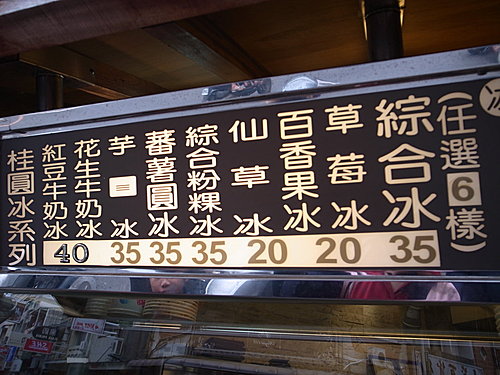 綜合冰(任選6樣) 35
草莓冰 20
百香果冰
仙草冰 20
綜合粉粿冰 35
蕃薯圓冰 35
芋圓冰 35
花生牛奶冰
紅豆牛奶冰 40
桂圓冰系列
冰